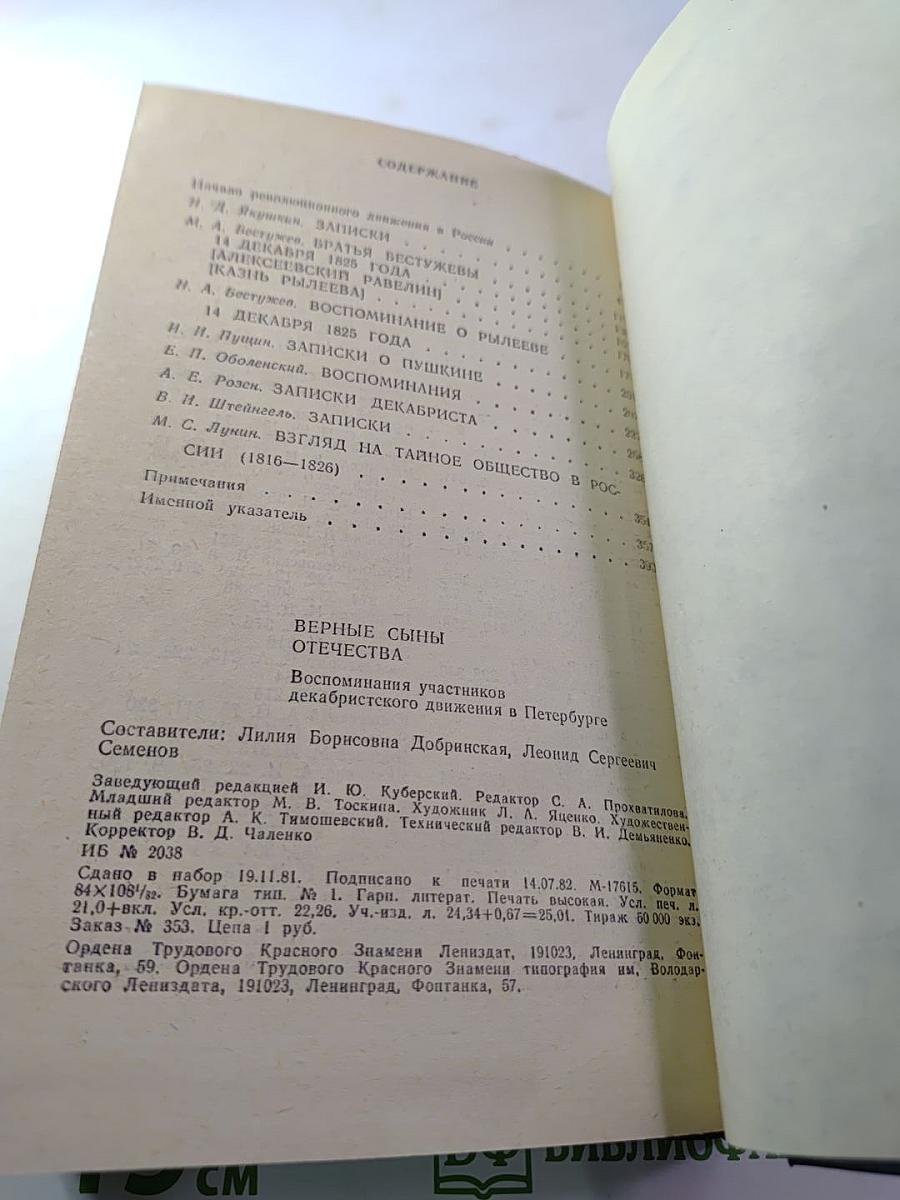 СОДЕРЖАНИЕ
Начало революционного движения в России . .
И. Д. Якушкин. ЗАПИСКИ . . . .
М. А. Бестужев. БРАТЬЯ БЕСТУЖЕВЫ
14 ДЕКАБРЯ 1825 ГОДА . . . .
[АЛЕКСЕЕВСКИЙ РАВЕЛИН] . . . .
[КАЗНЬ РЫЛЕЕВА] . . . .
Н. А. Бестужев. ВОСПОМИНАНИЕ О РЫЛЕЕВЕ
14 ДЕКАБРЯ 1825 ГОДА . . . .
И. И. Пущин. ЗАПИСКИ О ПУШКИНЕ . . . .
Е. П. Оболенский. ВОСПОМИНАНИЯ . . . .
А. Е. Розен. ЗАПИСКИ ДЕКАБРИСТА . . . .
В. И. Штейнгель. ЗАПИСКИ . . . .
М. С. Лунин. ВЗГЛЯД НА ТАЙНОЕ ОБЩЕСТВО В РОС-
СИИ (1816—1826) . . . .
Примечания . . . .
Именной указатель . . . . 393
ВЕРНЫЕ СЫНЫ
ОТЕЧЕСТВА
Воспоминания участников
декабристского движения в Петербурге
Составители: Лилия Борисовна Добринская, Леонид Сергеевич
Семенов
Заведующий редакцией И. Ю. Куберский. Редактор С. А. Прохватилова.
Младший редактор М. В. Тоскина. Художник Л. А. Яценко. Художествен-
ный редактор А. К. Тимошевский. Технический редактор В. И. Демьяненко.
Корректор В. Д. Чаленко
ИБ № 2038
Сдано в набор 19.11.81. Подписано к печати 14.07.82. М-17615. Формат
84×108¹/₃₂. Бумага тип. № 1. Гарн. литерат. Печать высокая. Усл. печ. л.
21,0+вкл. Усл. кр.-отт. 22,26. Уч.-изд. л. 24,34+0,67=25,01. Тираж 50 000 экз.
Заказ № 353. Цена 1 руб.
Ордена Трудового Красного Знамени Лениздат, 191023, Ленинград, Фон-
танка, 59. Ордена Трудового Красного Знамени типография им. Володар-
ского Лениздата, 191023, Ленинград, Фонтанка, 57.
СМ